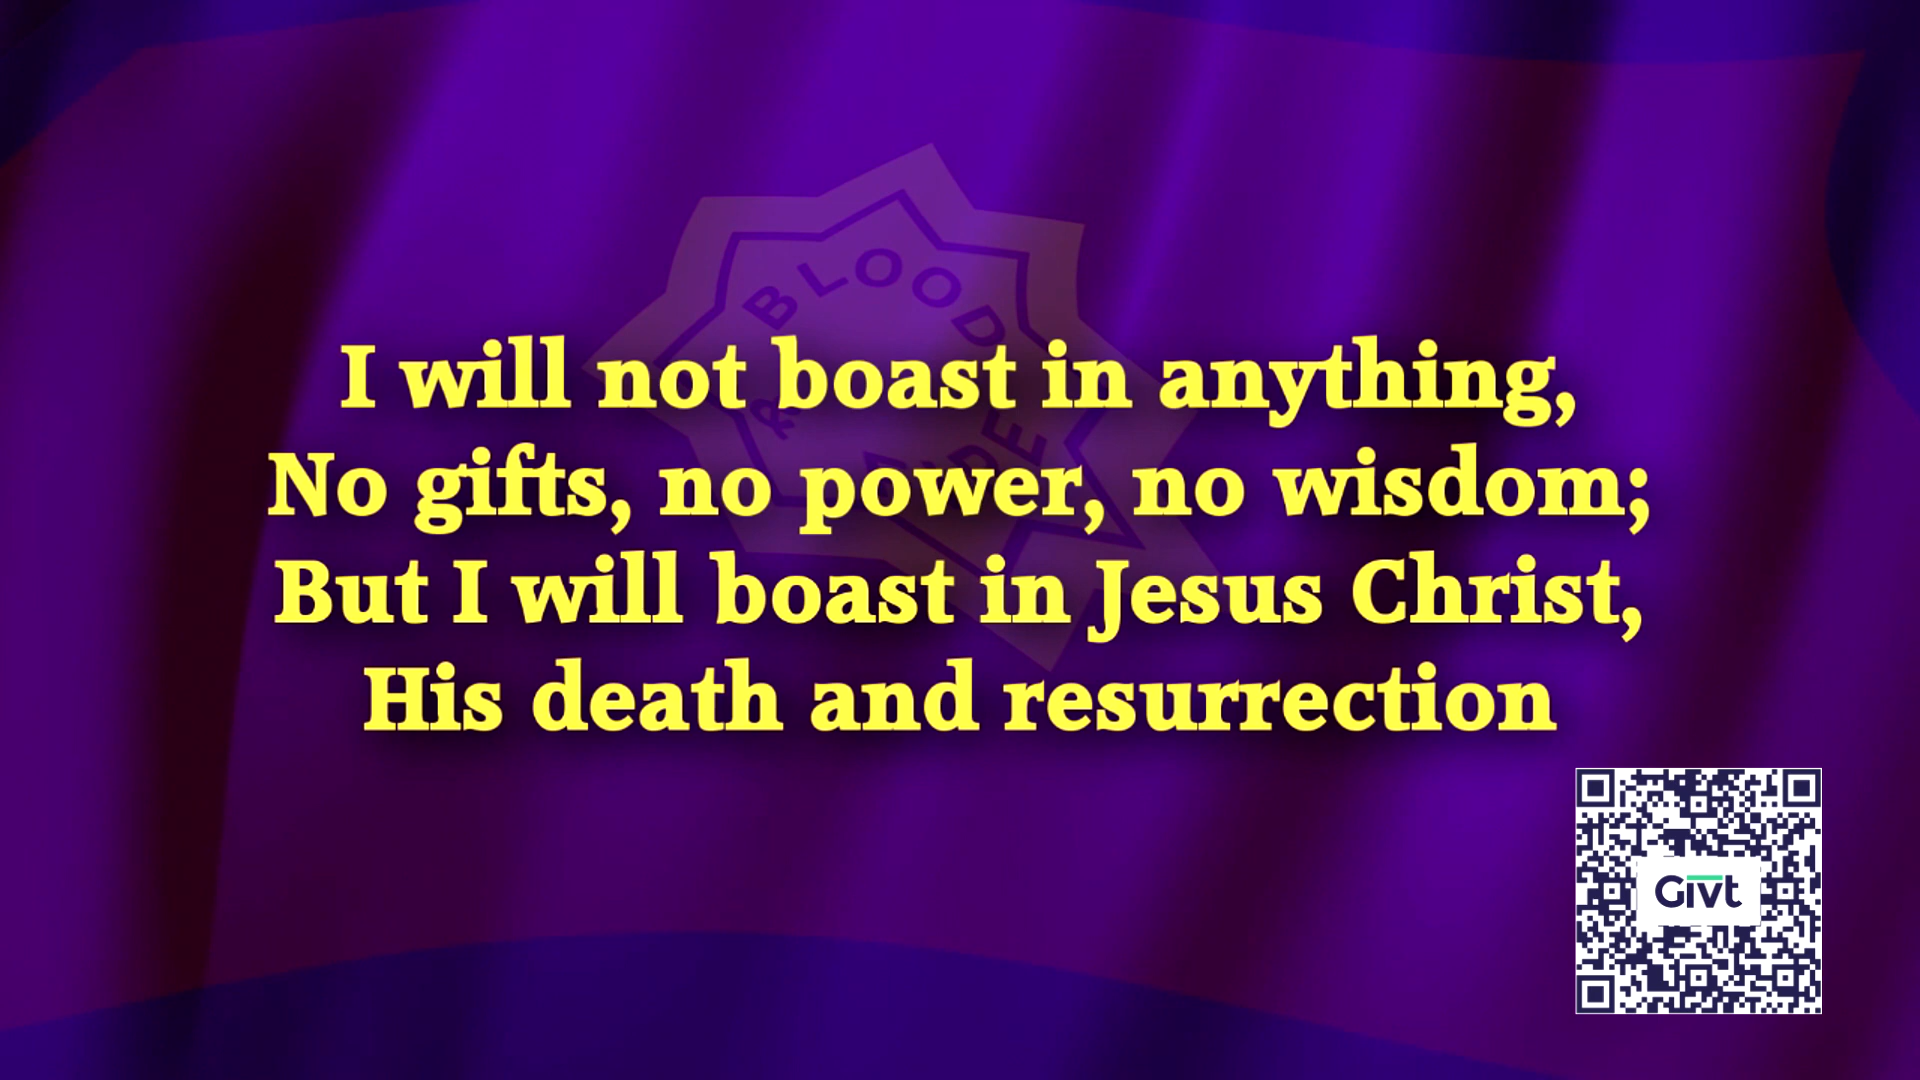 BLOOD
I will not boast in anything,
No gifts, no power, no wisdom;
But I will boast in Jesus Christ,
His death and resurrection
Givt